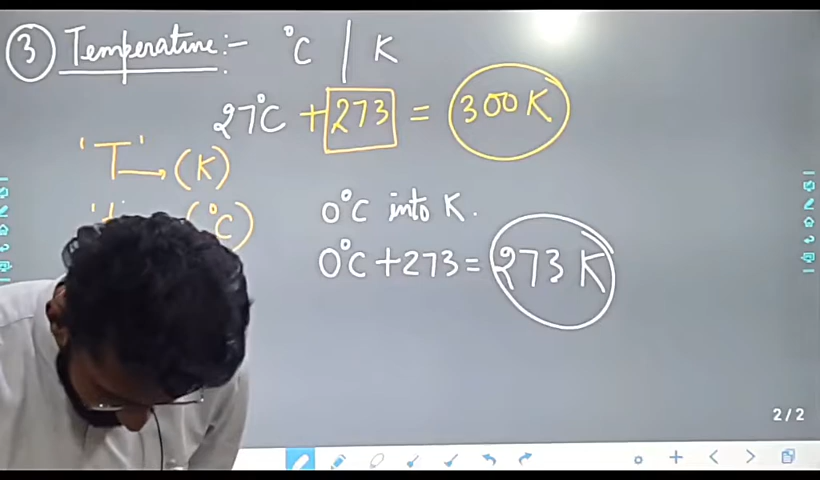 ③ Temperature:- °C | K
27°C + 273 = 300 K
'T' → (K)
(°C)
0°C into K.
0°C + 273 = 273 K
2/2